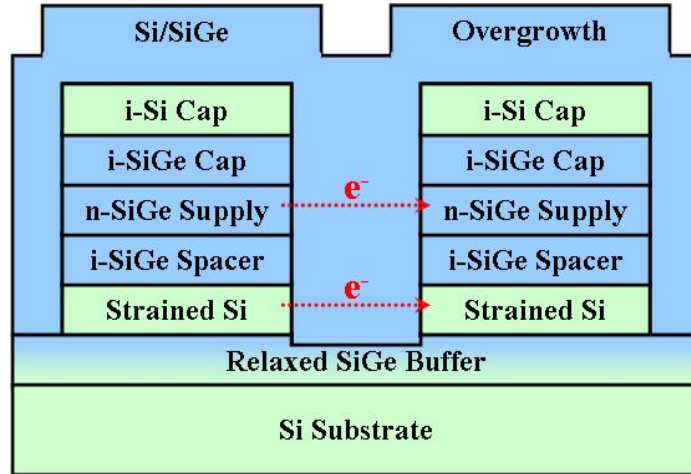 Si/SiGe
Overgrowth
i-Si Cap
i-Si Cap
i-SiGe Cap
i-SiGe Cap
e⁻
n-SiGe Supply
n-SiGe Supply
i-SiGe Spacer
i-SiGe Spacer
e⁻
Strained Si
Strained Si
Relaxed SiGe Buffer
Si Substrate